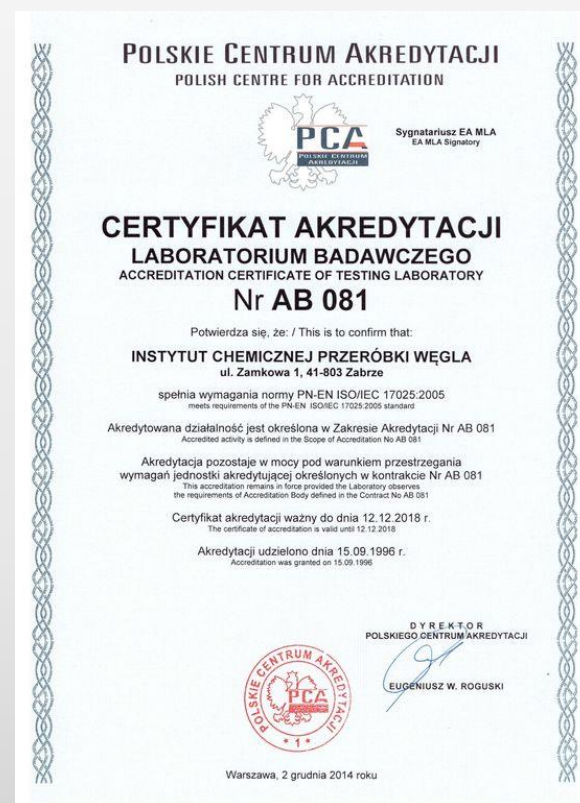 POLSKIE CENTRUM AKREDYTACJI
POLISH CENTRE FOR ACCREDITATION
PCA
POLSKIE CENTRUM
AKREDYTACJI
Sygnatariusz EA MLA
EA MLA Signatory
CERTYFIKAT AKREDYTACJI
LABORATORIUM BADAWCZEGO
ACCREDITATION CERTIFICATE OF TESTING LABORATORY
Nr AB 081
Potwierdza się, że: / This is to confirm that:
INSTYTUT CHEMICZNEJ PRZERÓBKI WĘGLA
ul. Zamkowa 1, 41-803 Zabrze
spełnia wymagania normy PN-EN ISO/IEC 17025:2005
meets requirements of the PN-EN ISO/IEC 17025:2005 standard
Akredytowana działalność jest określona w Zakresie Akredytacji Nr AB 081
Accredited activity is defined in the Scope of Accreditation No AB 081
Akredytacja pozostaje w mocy pod warunkiem przestrzegania
wymagań jednostki akredytującej określonych w kontrakcie Nr AB 081
This accreditation remains in force provided the Laboratory observes
the requirements of Accreditation Body defined in the Contract No AB 081
Certyfikat akredytacji ważny do dnia 12.12.2018 r.
The certificate of accreditation is valid until 12.12.2018
Akredytacji udzielono dnia 15.09.1996 r.
Accreditation was granted on 15.09.1996
DYREKTOR
POLSKIEGO CENTRUM AKREDYTACJI
EUGENIUSZ W. ROGUSKI
POLSKIE CENTRUM AKREDYTACJI
PCA
* 1 *
Warszawa, 2 grudnia 2014 roku